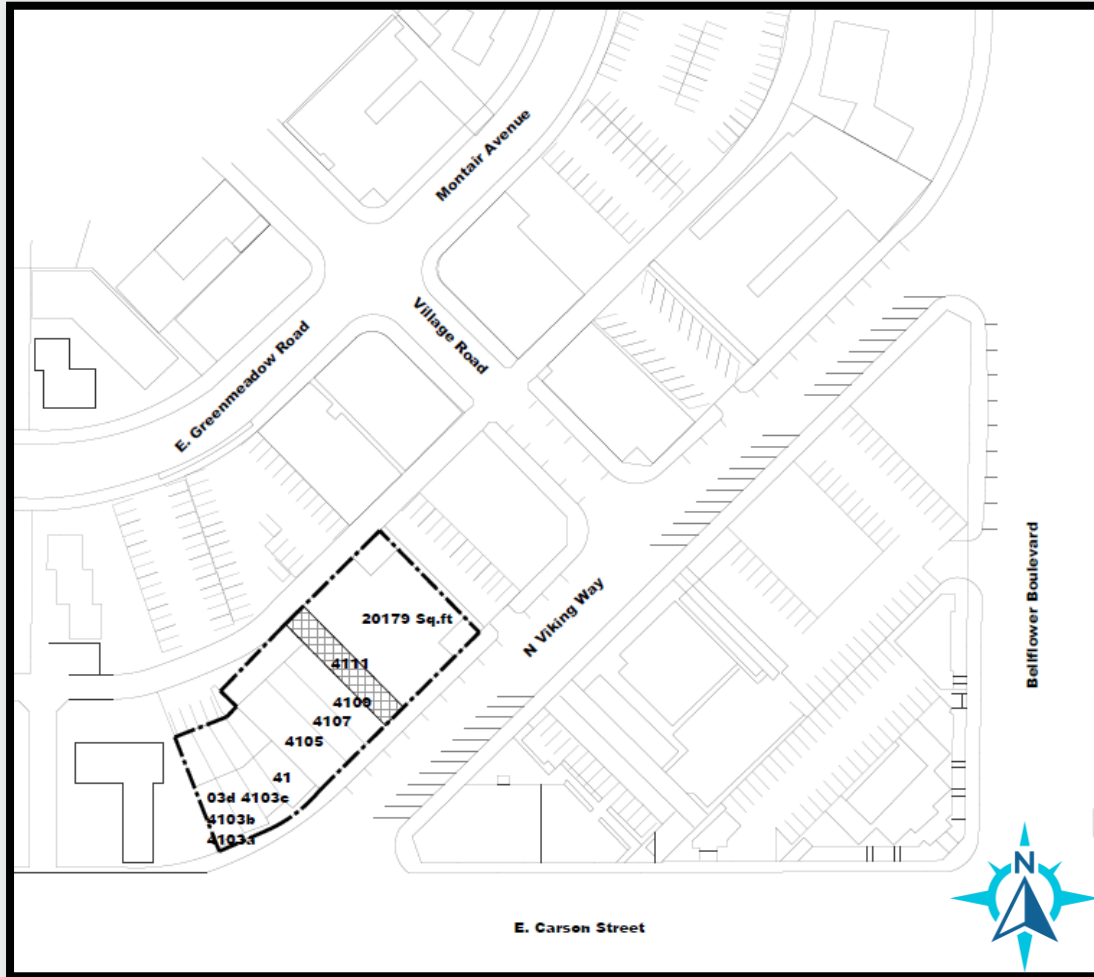 Montair Avenue
Village Road
E. Greenmeadow Road
Bellflower Boulevard
N Viking Way
20179 Sq.ft
4111
4109
4107
4105
41
03d 4103c
4103b
4103a
E. Carson Street
N